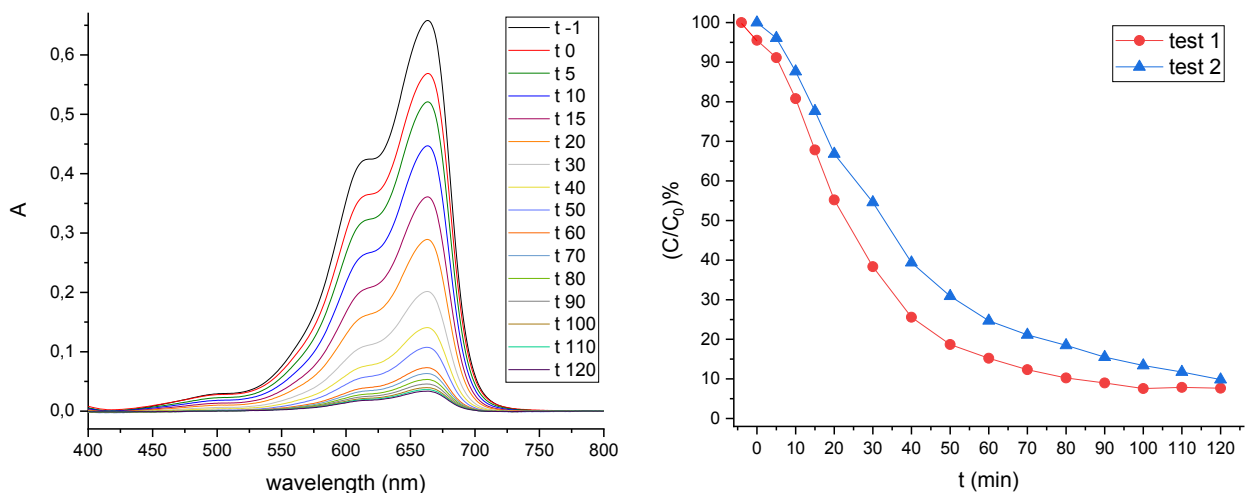 0,6
0,5
0,4
0,3
0,2
0,1
0,0
A
400 450 500 550 600 650 700 750 800
wavelength (nm)
t -1
t 0
t 5
t 10
t 15
t 20
t 30
t 40
t 50
t 60
t 70
t 80
t 90
t 100
t 110
t 120
100
90
80
70
60
50
40
30
20
10
0
(C/C0)%
0 10 20 30 40 50 60 70 80 90 100 110 120
t (min)
test 1
test 2